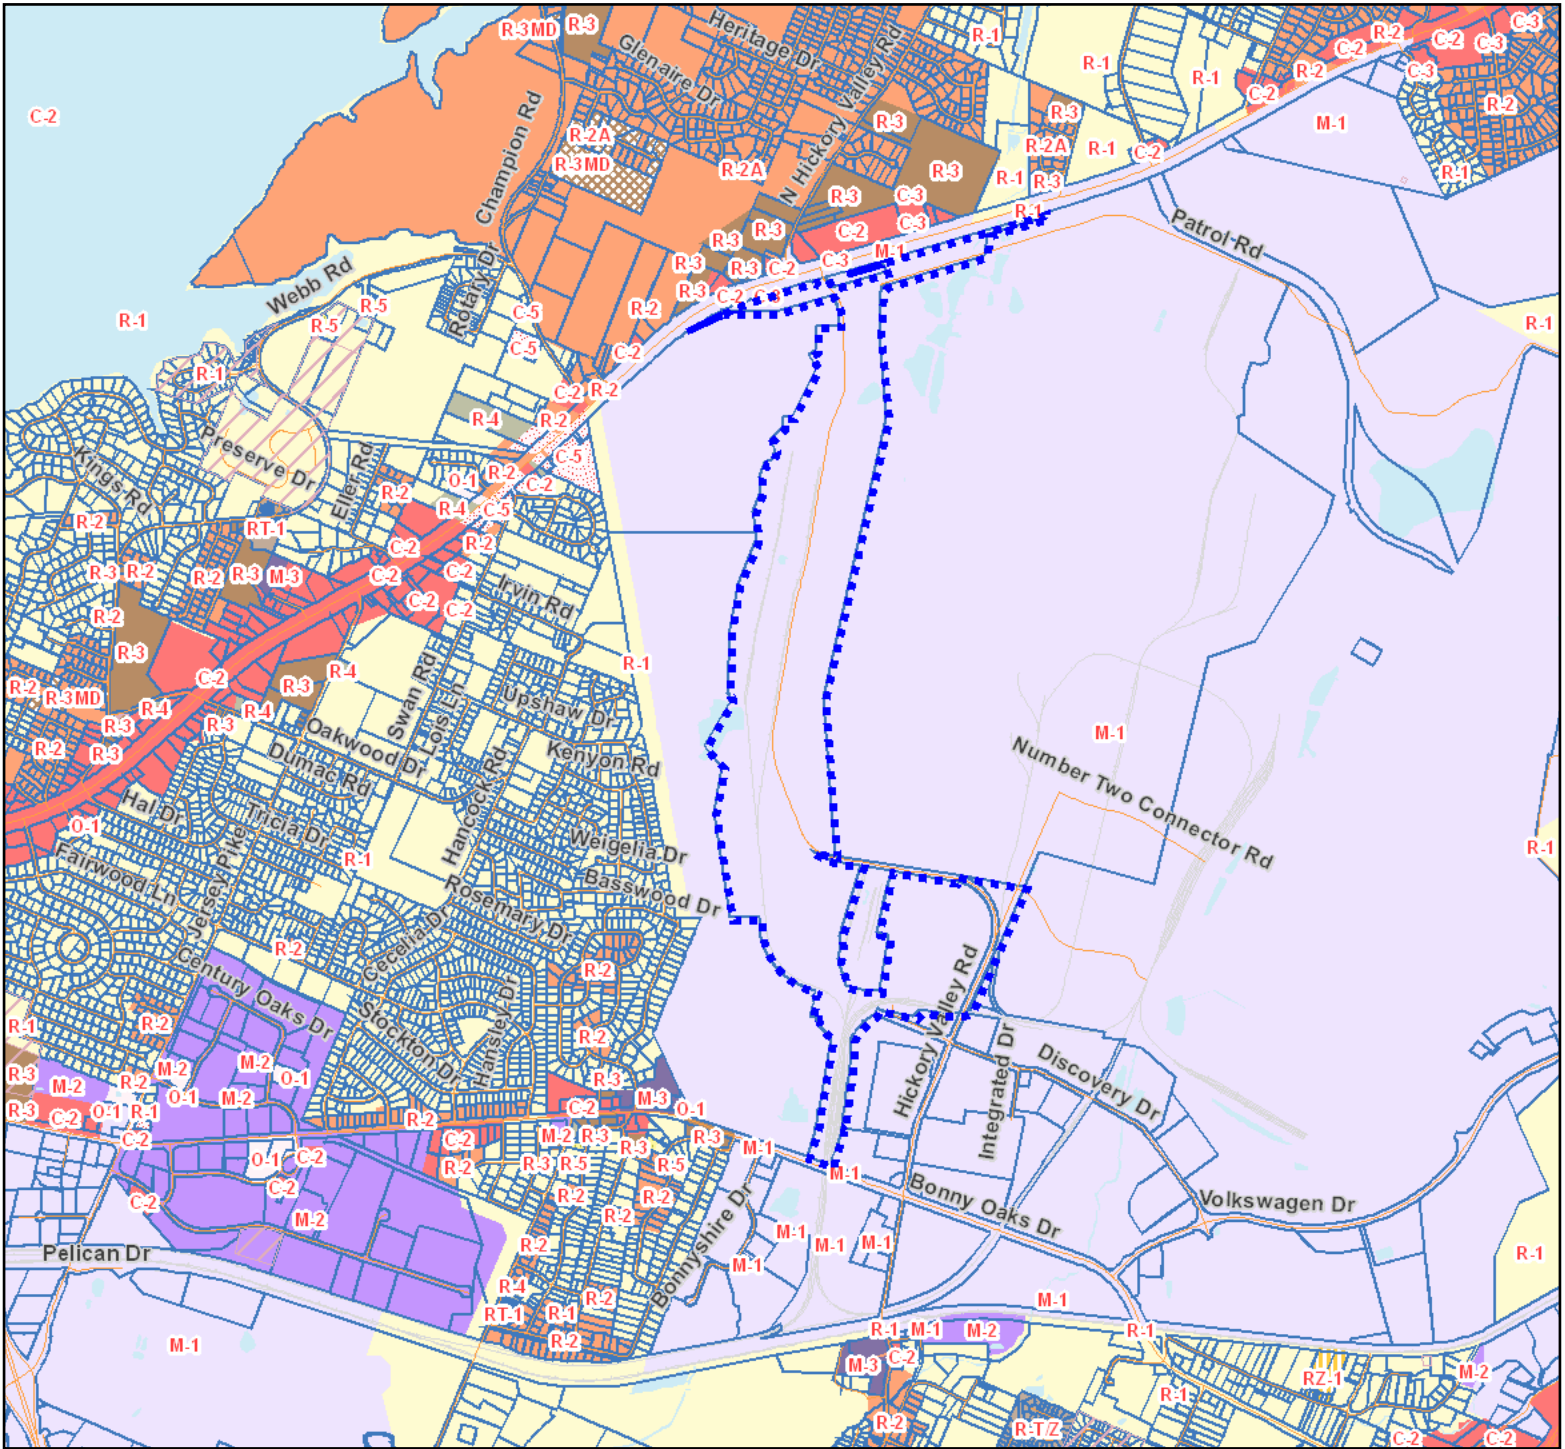 R-3MD
R-3
Heritage Dr
R-1
C-2
R-2
C-2
C-3
C-3
Glenaire Dr
N Hickory Valley Rd
R-1
R-1
R-2
C-3
C-2
R-2
C-2
Champion Rd
R-2A
R-3MD
R-2A
R-3
R-3
R-3
R-2A
R-1
C-2
M-1
R-1
R-3
R-1
R-3
C-3
C-3
C-2
R-1
Patrol Rd
R-3
R-3
R-3
R-3
C-2
C-3
M-1
R-3
C-2
C-3
R-2
Webb Rd
Rottary Dr
R-5
R-5
C-5
C-5
R-1
R-1
C-2
C-2
R-2
R-1
R-4
R-2
C-5
Preserve Dr
Kings Rd
Eller Rd
O-1
R-2
C-2
R-2
R-4
C-5
R-2
RT-1
R-2
C-2
R-2
C-2
C-2
C-2
C-2
R-3
R-2
R-2
R-3
M-3
R-2
R-3
Irvin Rd
R-1
R-2
R-3MD
C-2
R-3
R-4
R-4
R-4
R-3
R-3
R-2
R-3
R-3
Swan Rd
Lois Ln
Upshaw Dr
Oakwood Dr
Dumac Rd
Kenyon Rd
M-1
Number Two Connector Rd
Hal Dr
Tricia Dr
Hancock Rd
Weigelia Dr
O-1
R-1
R-1
Fairwood Ln
Jersey Pike
Rosemary Dr
Basswood Dr
Cecelia Dr
R-2
Century Oaks Dr
R-2
Stockton Dr
Hansley Dr
Hickory Valley Rd
Integrated Dr
Discovery Dr
R-1
R-2
R-2
R-3
M-2
M-2
M-2
O-1
R-2
M-2
O-1
R-3
M-3
O-1
R-3
C-2
O-1
R-1
C-2
R-2
C-2
C-2
M-2
R-3
R-3
R-3
M-1
M-1
O-1
C-2
C-2
C-2
M-2
R-2
R-3
R-5
R-5
R-2
R-2
R-2
Bonny Oaks Dr
Volkswagen Dr
Pelican Dr
R-2
M-1
M-1
M-1
M-1
R-1
Bonnyshire Dr
R-4
R-2
RT-1
R-1
R-2
M-1
M-1
R-1
M-1
M-2
R-1
M-3
C-2
RZ-1
M-2
R-1
R-2
R-T/Z
C-2
C-2